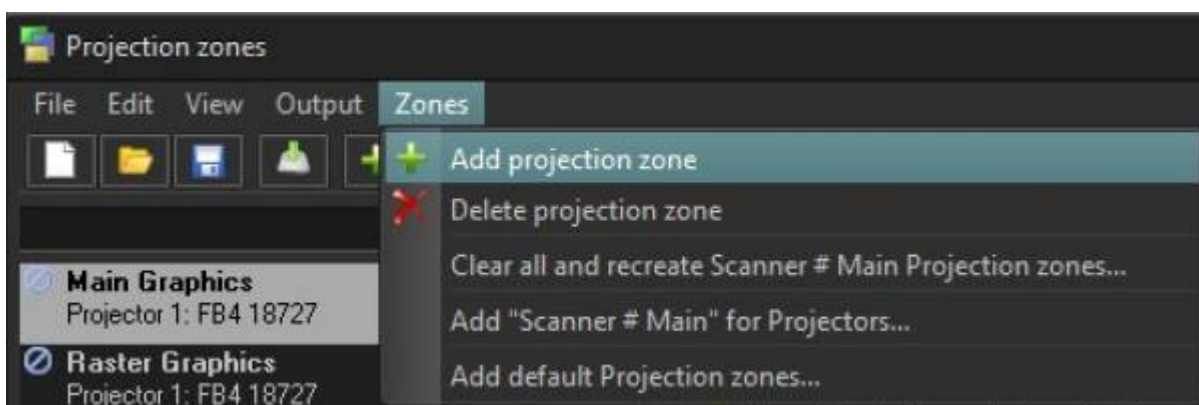 Projection zones
File Edit View Output Zones
Add projection zone
Delete projection zone
Clear all and recreate Scanner # Main Projection zones...
Add "Scanner # Main" for Projectors...
Add default Projection zones...
Main Graphics
Projector 1: FB4 18727
Raster Graphics
Projector 1: FB4 18727